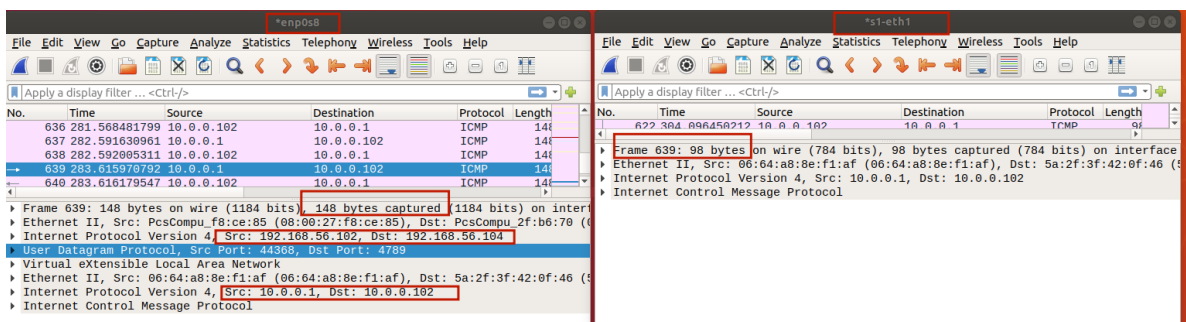 *enp0s8
File Edit View Go Capture Analyze Statistics Telephony Wireless Tools Help
Apply a display filter ... <Ctrl-/>
No. Time Source Destination Protocol Length
636 281.568481799 10.0.0.102 10.0.0.1 ICMP 148
637 282.591630961 10.0.0.1 10.0.0.102 ICMP 148
638 282.592005311 10.0.0.102 10.0.0.1 ICMP 148
639 283.615970792 10.0.0.1 10.0.0.102 ICMP 148
640 283.616179547 10.0.0.102 10.0.0.1 ICMP 148
Frame 639: 148 bytes on wire (1184 bits), 148 bytes captured (1184 bits) on interf
Ethernet II, Src: PcsCompu_f8:ce:85 (08:00:27:f8:ce:85), Dst: PcsCompu_2f:b6:70 (0
Internet Protocol Version 4, Src: 192.168.56.102, Dst: 192.168.56.104
User Datagram Protocol, Src Port: 44368, Dst Port: 4789
Virtual eXtensible Local Area Network
Ethernet II, Src: 06:64:a8:8e:f1:af (06:64:a8:8e:f1:af), Dst: 5a:2f:3f:42:0f:46 (5
Internet Protocol Version 4, Src: 10.0.0.1, Dst: 10.0.0.102
Internet Control Message Protocol
*s1-eth1
File Edit View Go Capture Analyze Statistics Telephony Wireless Tools Help
Apply a display filter ... <Ctrl-/>
No. Time Source Destination Protocol Length
622 304.096450212 10.0.0.102 10.0.0.1 ICMP 98
Frame 639: 98 bytes on wire (784 bits), 98 bytes captured (784 bits) on interface
Ethernet II, Src: 06:64:a8:8e:f1:af (06:64:a8:8e:f1:af), Dst: 5a:2f:3f:42:0f:46 (5
Internet Protocol Version 4, Src: 10.0.0.1, Dst: 10.0.0.102
Internet Control Message Protocol